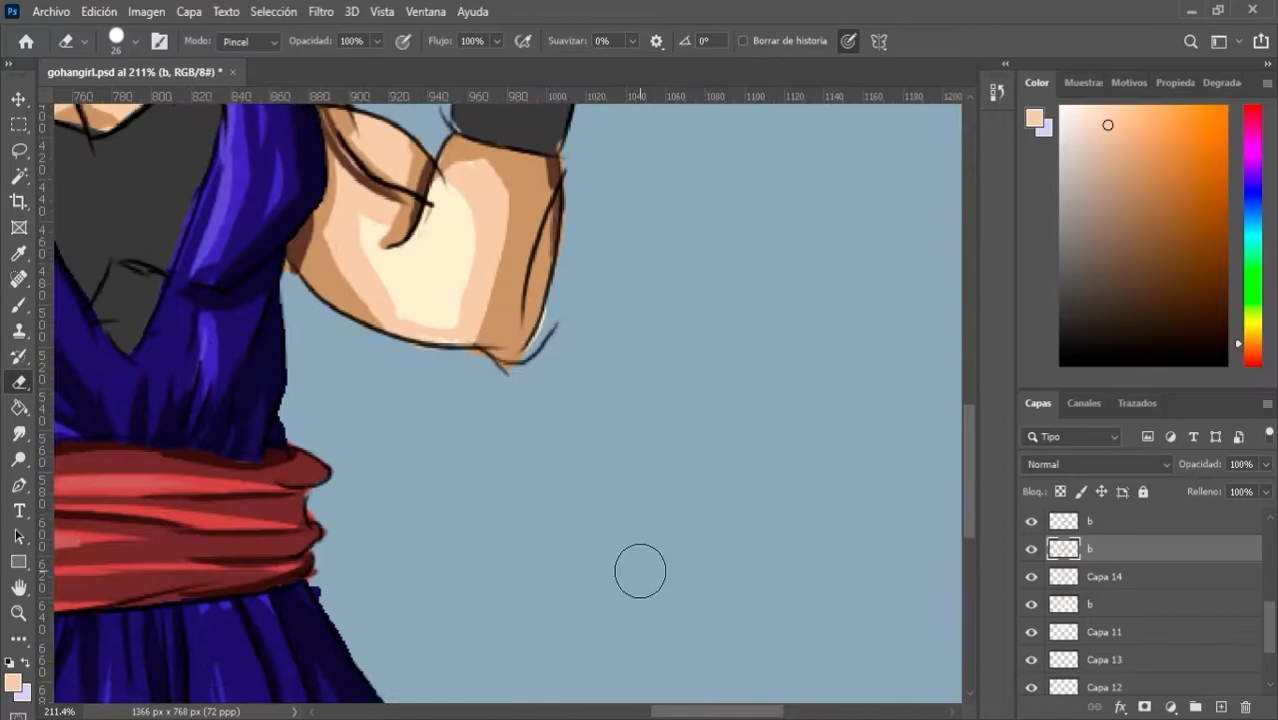 Ps Archivo Edición Imagen Capa Texto Selección Filtro 3D Vista Ventana Ayuda
26 Modo: Pincel Opacidad: 100% Flujo: 100% Suavizar: 0% 0° Borrar de historia
gohangirl.psd al 211% (b, RGB/8#) * ×
760 780 800 820 840 860 880 900 920 940 960 980 1000 1020 1040 1060 1080 1100 1120 1140 1160 1180 1200
Color Muestras Motivos Propieda Degrada
Capas Canales Trazados
Tipo
Normal Opacidad: 100%
Bloq.: Relleno: 100%
b
b
Capa 14
b
Capa 11
Capa 13
Capa 12
211.4% 1366 px x 768 px (72 ppp)